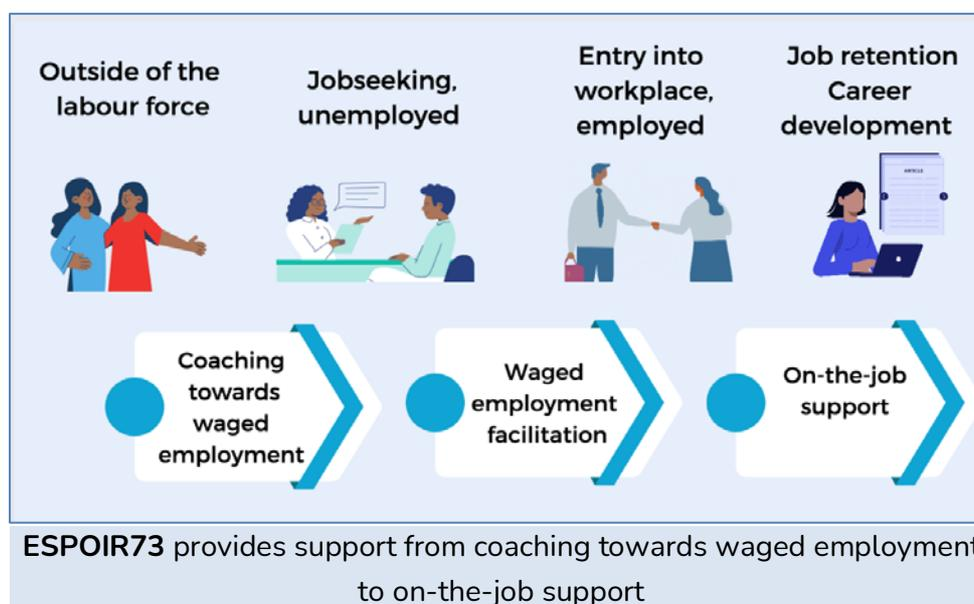 Outside of the
labour force
Jobseeking,
unemployed
Entry into
workplace,
employed
Job retention
Career
development
ARTICLE
Coaching
towards
waged
employment
Waged
employment
facilitation
On-the-job
support
ESPOIR73 provides support from coaching towards waged employment
to on-the-job support